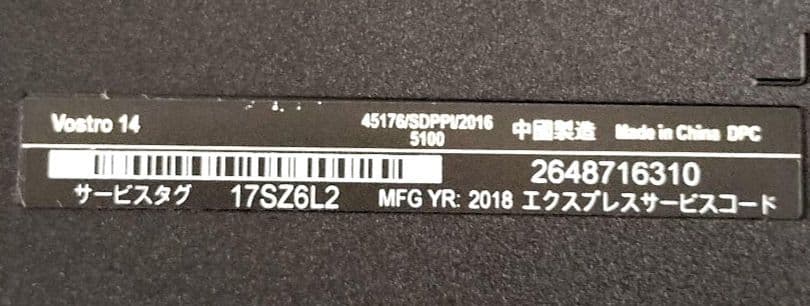 Vostro 14 45176/SDPPI/2016 中國製造 Made in China DPC
5100
2648716310
サービスタグ 17SZ6L2 MFG YR: 2018 エクスプレスサービスコード